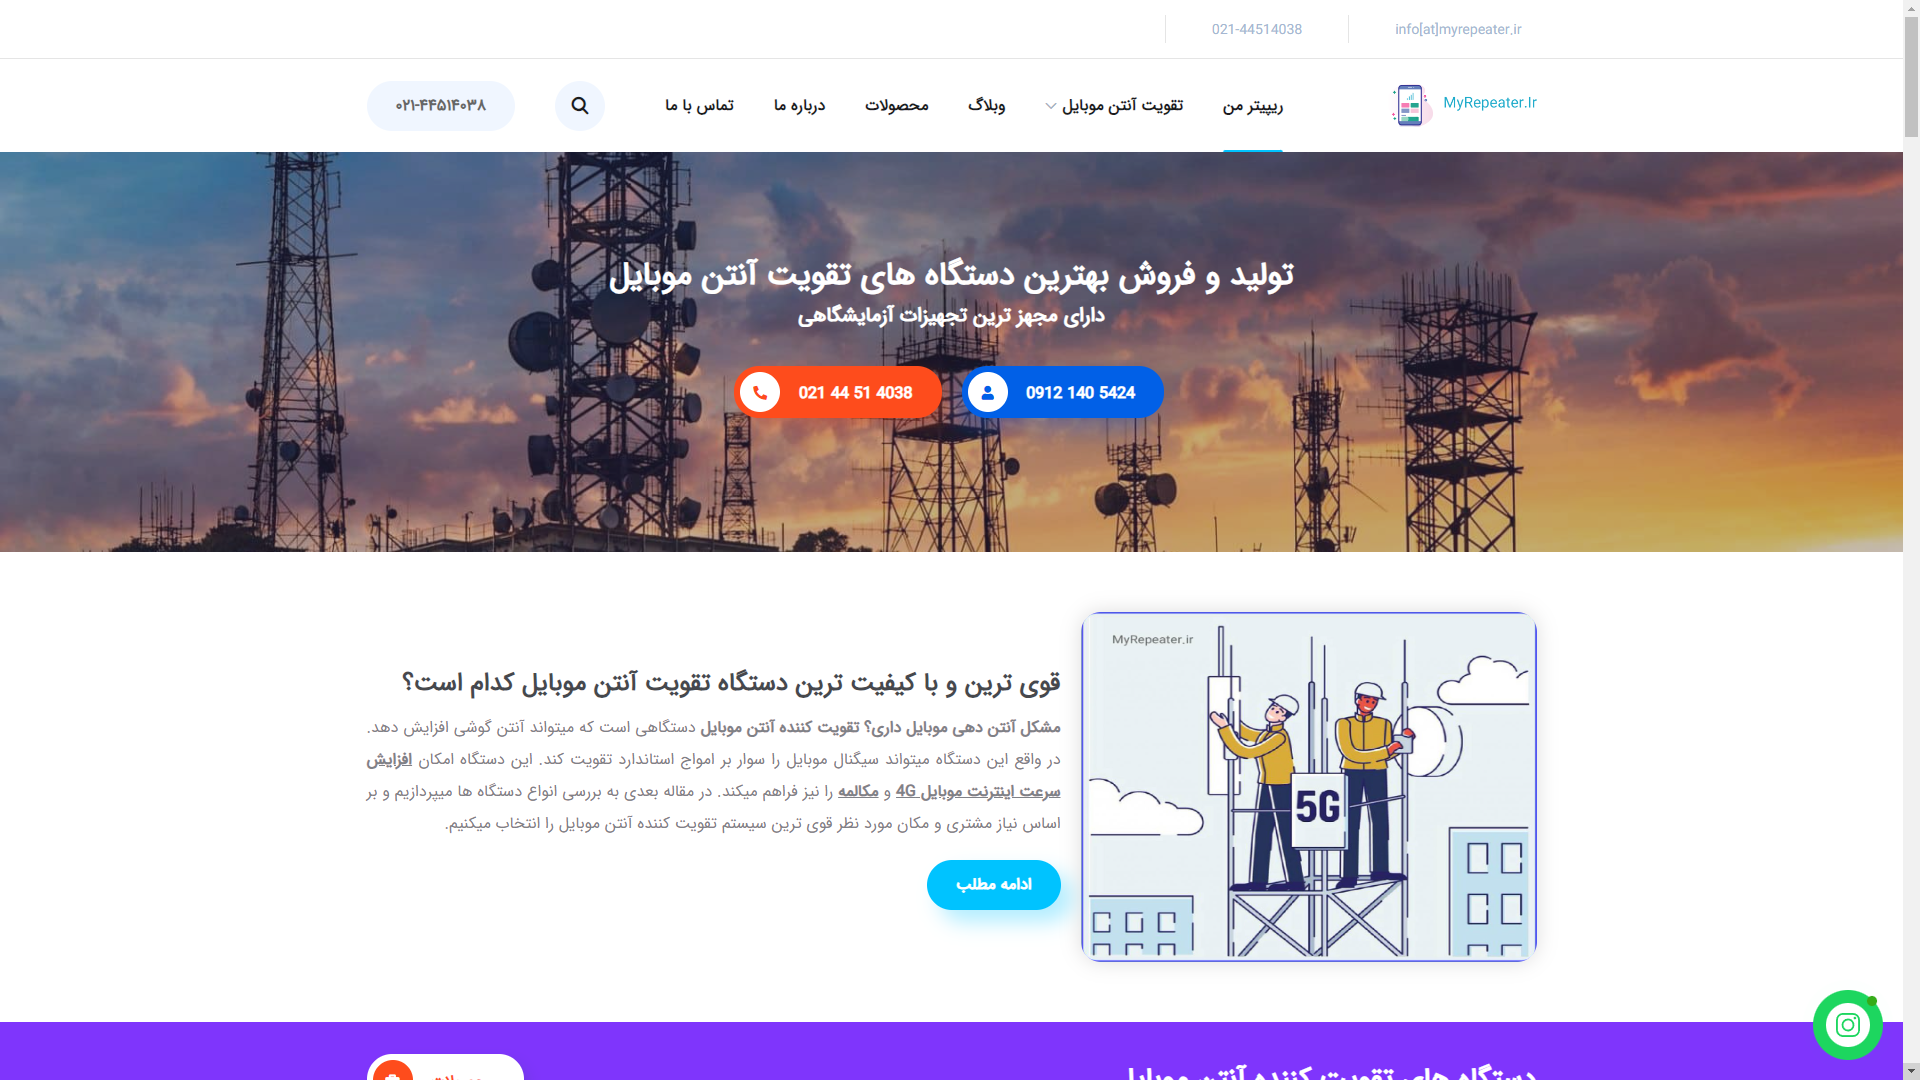 info[at]myrepeater.ir
021-44514038
MyRepeater.Ir
ریپیتر من
تقویت آنتن موبایل
وبلاگ
محصولات
درباره ما
تماس با ما
۰۲۱-۴۴۵۱۴۰۳۸
تولید و فروش بهترین دستگاه های تقویت آنتن موبایل
دارای مجهز ترین تجهیزات آزمایشگاهی
0912 140 5424
021 44 51 4038
MyRepeater.ir
5G
قوی ترین و با کیفیت ترین دستگاه تقویت آنتن موبایل کدام است؟
مشکل آنتن دهی موبایل داری؟ تقویت کننده آنتن موبایل دستگاهی است که میتواند آنتن گوشی افزایش دهد.
در واقع این دستگاه میتواند سیگنال موبایل را سوار بر امواج استاندارد تقویت کند. این دستگاه امکان افزایش
سرعت اینترنت موبایل 4G و مکالمه را نیز فراهم میکند. در مقاله بعدی به بررسی انواع دستگاه ها میپردازیم و بر
اساس نیاز مشتری و مکان مورد نظر قوی ترین سیستم تقویت کننده آنتن موبایل را انتخاب میکنیم.
ادامه مطلب
دستگاه های تقویت کننده آنتن موبایل